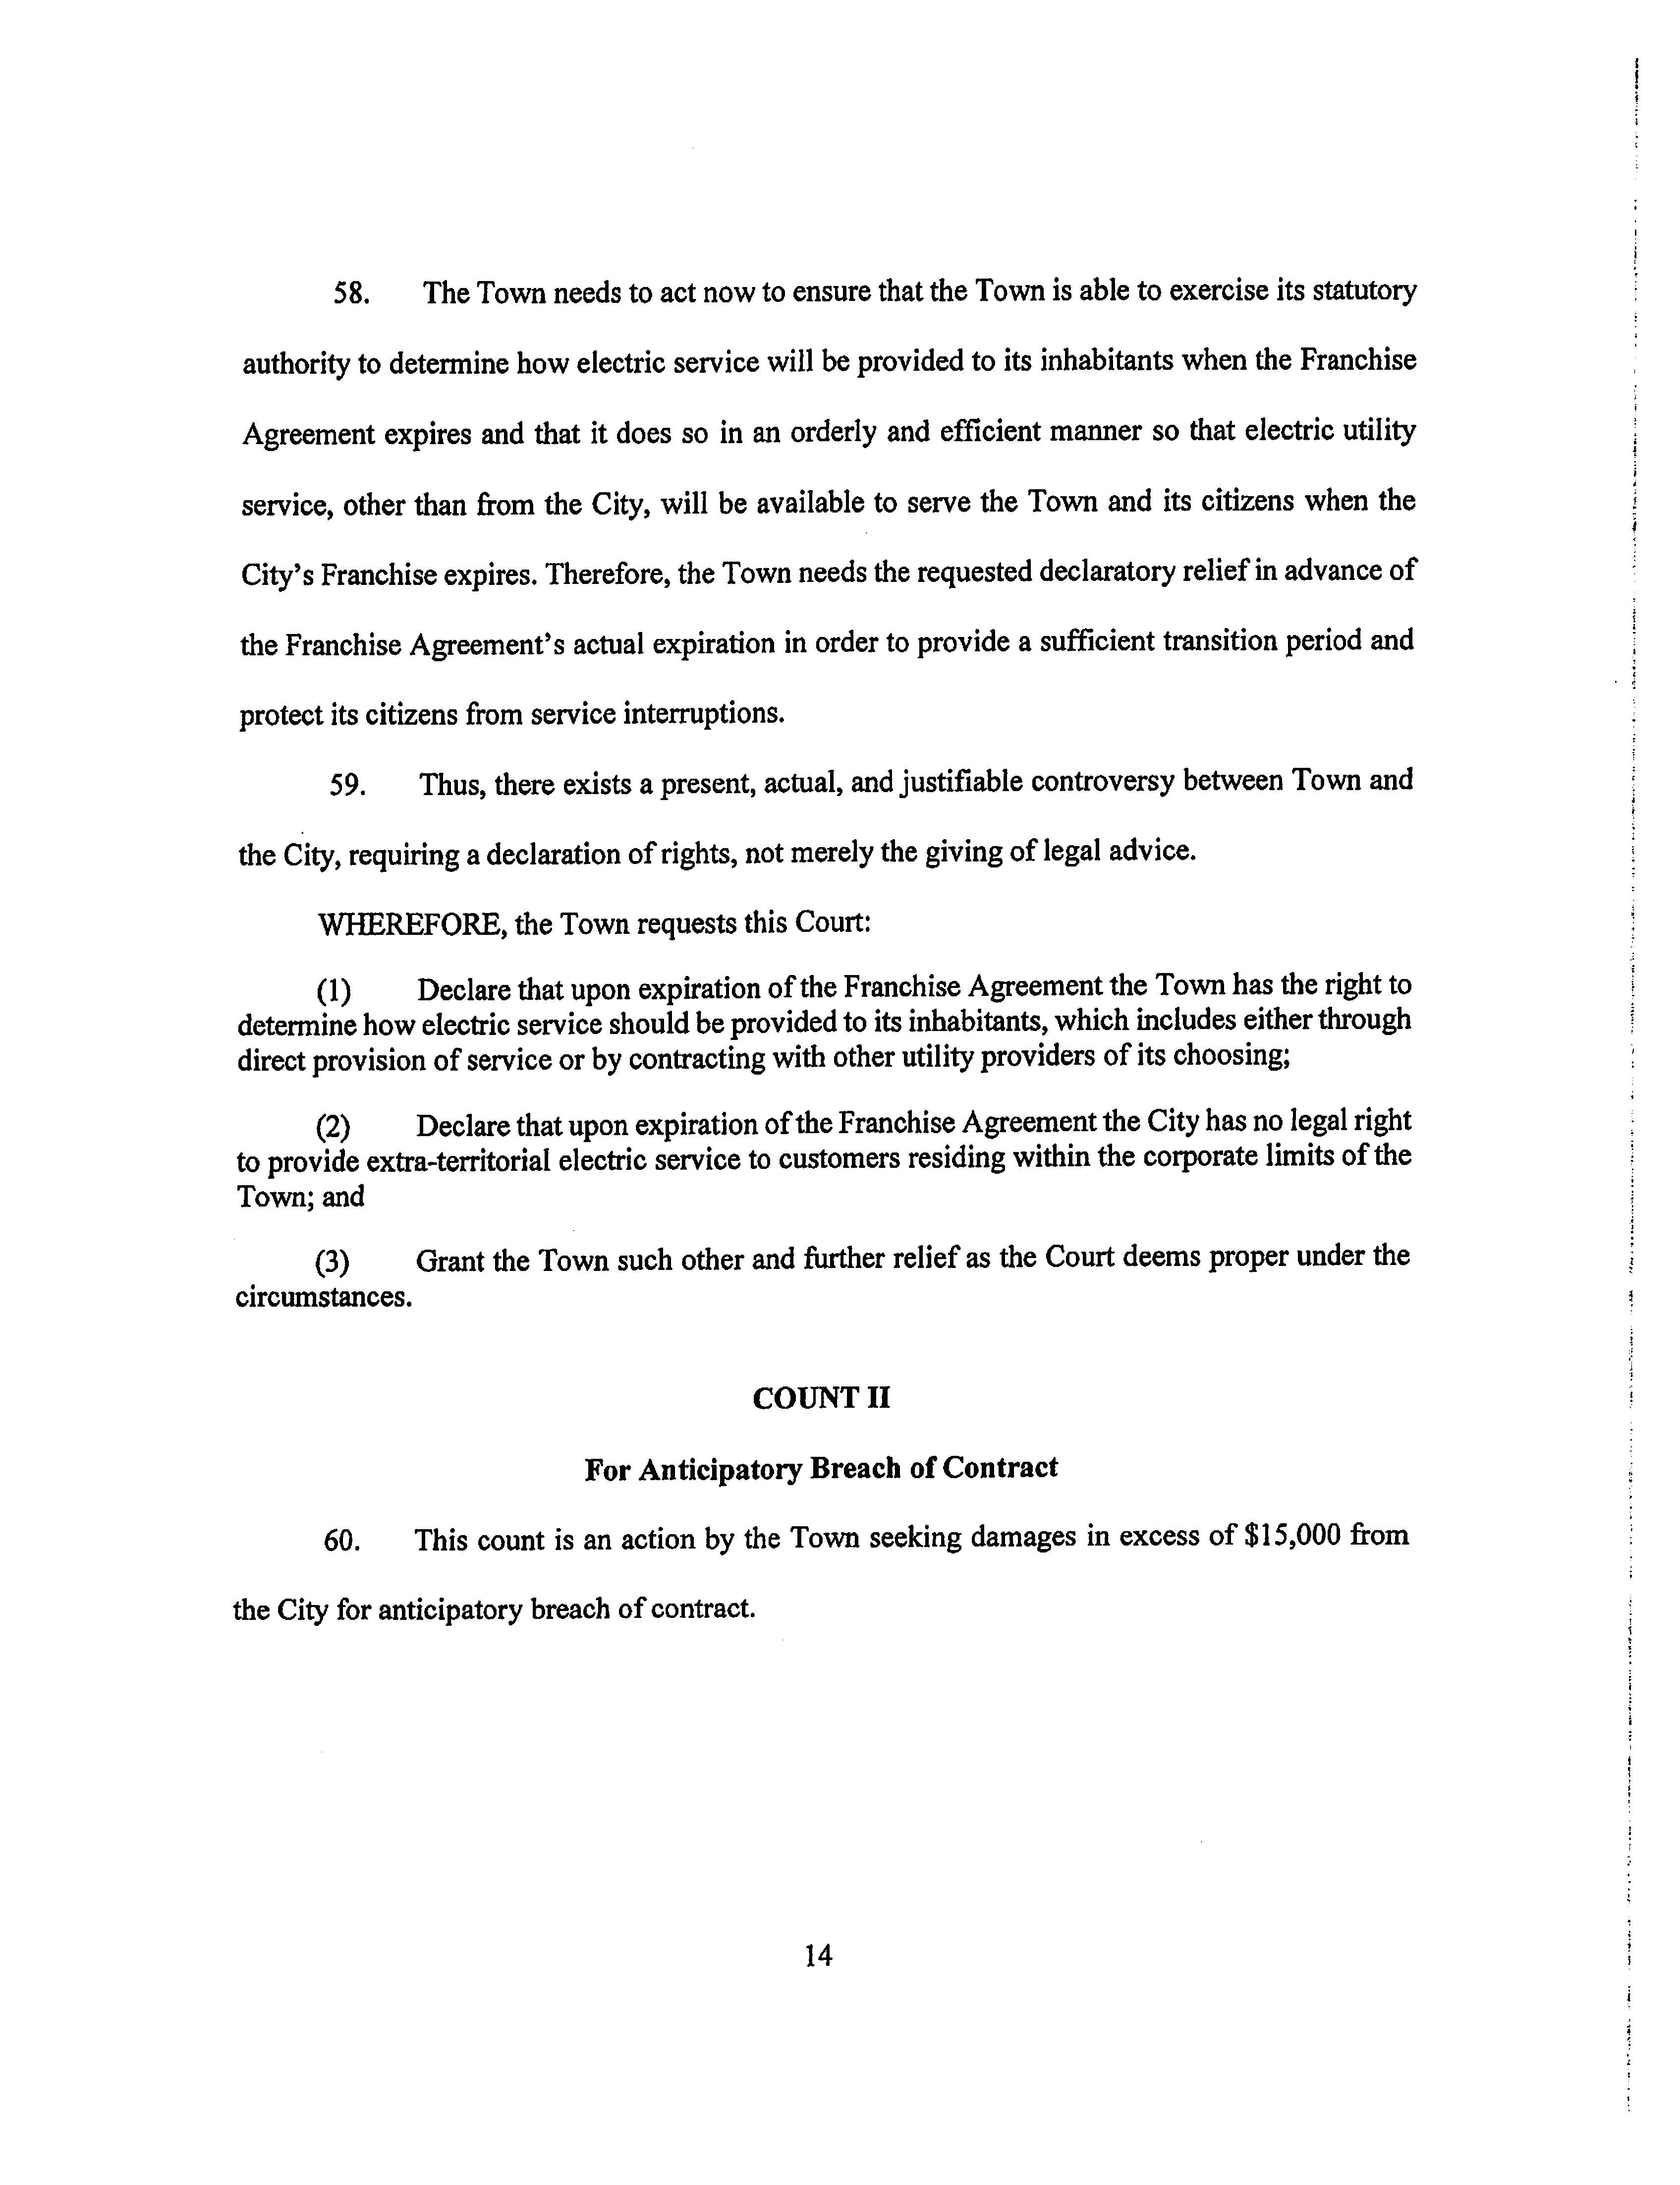 58. The Town needs to act now to ensure that the Town is able to exercise its statutory
authority to determine how electric service will be provided to its inhabitants when the Franchise
Agreement expires and that it does so in an orderly and efficient manner so that electric utility
service, other than from the City, will be available to serve the Town and its citizens when the
City's Franchise expires. Therefore, the Town needs the requested declaratory relief in advance of
the Franchise Agreement's actual expiration in order to provide a sufficient transition period and
protect its citizens from service interruptions.
59. Thus, there exists a present, actual, and justifiable controversy between Town and
the City, requiring a declaration of rights, not merely the giving of legal advice.
WHEREFORE, the Town requests this Court:
(1) Declare that upon expiration of the Franchise Agreement the Town has the right to
determine how electric service should be provided to its inhabitants, which includes either through
direct provision of service or by contracting with other utility providers of its choosing;
(2) Declare that upon expiration of the Franchise Agreement the City has no legal right
to provide extra-territorial electric service to customers residing within the corporate limits of the
Town; and
(3) Grant the Town such other and further relief as the Court deems proper under the
circumstances.
COUNT II
For Anticipatory Breach of Contract
60. This count is an action by the Town seeking damages in excess of $15,000 from
the City for anticipatory breach of contract.
14